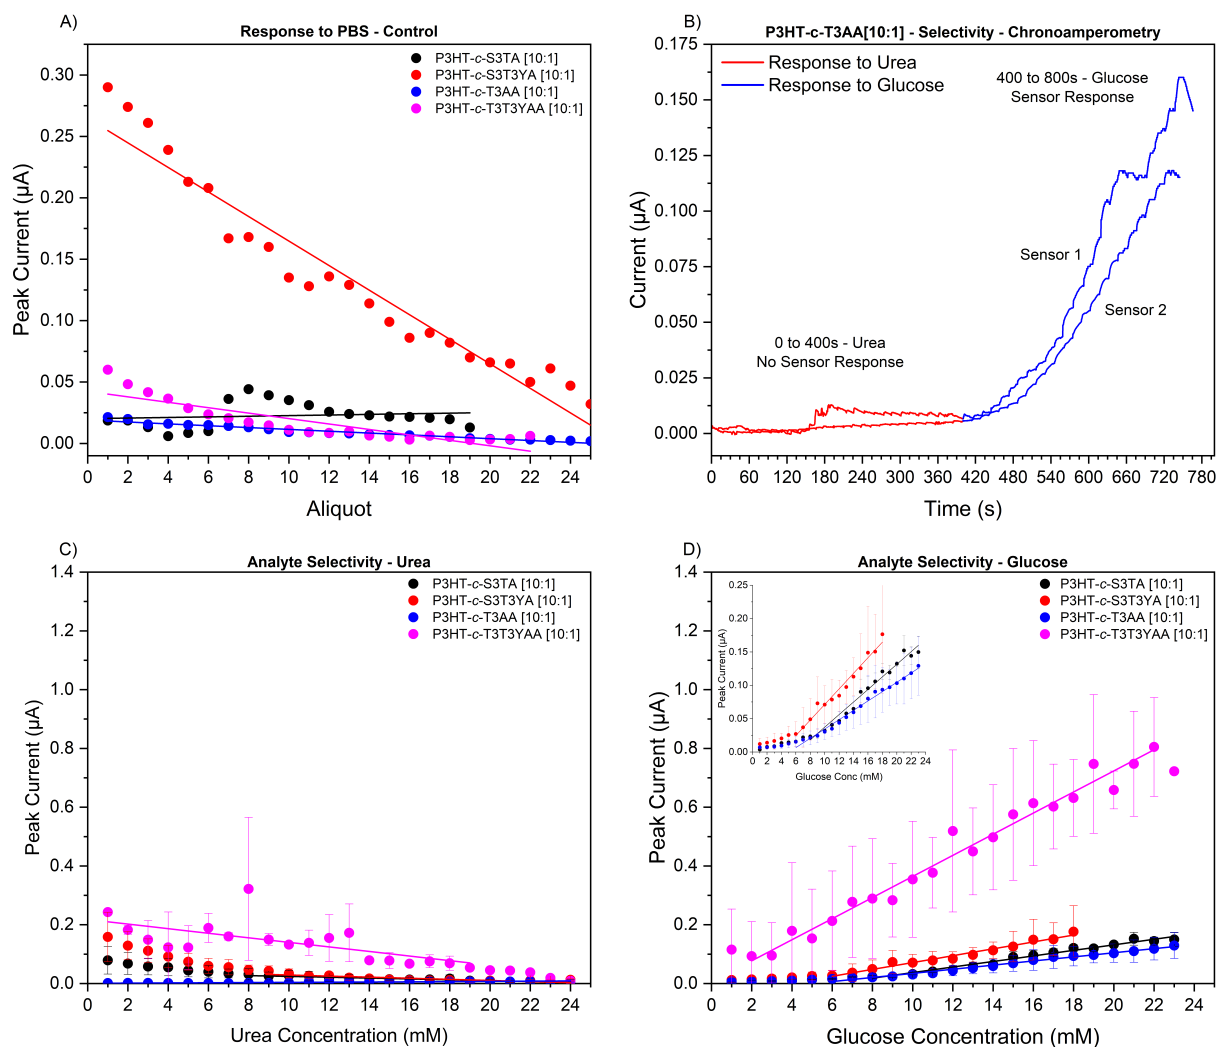 A)
Response to PBS - Control
P3HT-c-S3TA [10:1]
P3HT-c-S3T3YA [10:1]
P3HT-c-T3AA [10:1]
P3HT-c-T3T3YAA [10:1]
0.30
0.25
0.20
0.15
0.10
0.05
0.00
Peak Current (µA)
0 2 4 6 8 10 12 14 16 18 20 22 24
Aliquot
B)
P3HT-c-T3AA[10:1] - Selectivity - Chronoamperometry
Response to Urea
Response to Glucose
400 to 800s - Glucose
Sensor Response
Sensor 1
Sensor 2
0 to 400s - Urea
No Sensor Response
0.175
0.150
0.125
0.100
0.075
0.050
0.025
0.000
Current (µA)
0 60 120 180 240 300 360 420 480 540 600 660 720 780
Time (s)
C)
Analyte Selectivity - Urea
P3HT-c-S3TA [10:1]
P3HT-c-S3T3YA [10:1]
P3HT-c-T3AA [10:1]
P3HT-c-T3T3YAA [10:1]
1.4
1.2
1.0
0.8
0.6
0.4
0.2
0.0
Peak Current (µA)
0 2 4 6 8 10 12 14 16 18 20 22 24
Urea Concentration (mM)
D)
Analyte Selectivity - Glucose
P3HT-c-S3TA [10:1]
P3HT-c-S3T3YA [10:1]
P3HT-c-T3AA [10:1]
P3HT-c-T3T3YAA [10:1]
0.25
0.20
0.15
0.10
0.05
0.00
Peak Current (µA)
1 2 4 6 8 10 12 14 16 18 20 22 24
Glucose Conc (mM)
1.4
1.2
1.0
0.8
0.6
0.4
0.2
0.0
Peak Current (µA)
0 2 4 6 8 10 12 14 16 18 20 22 24
Glucose Concentration (mM)